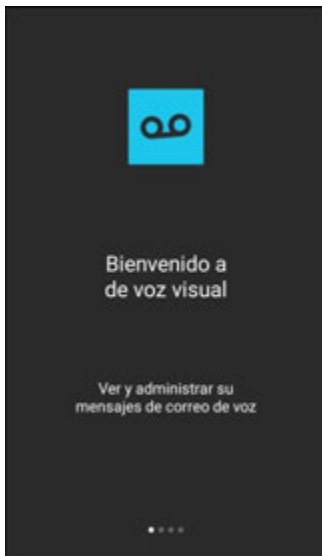 Bienvenido a
de voz visual
Ver y administrar su
mensajes de correo de voz